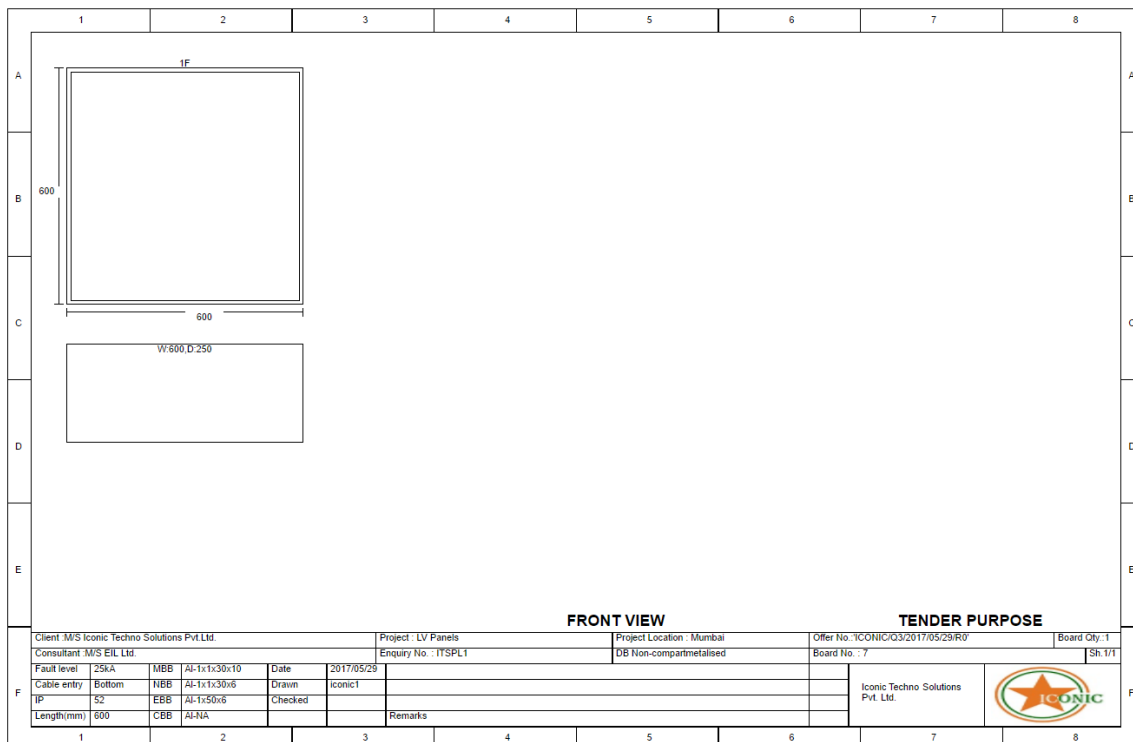 1 2 3 4 5 6 7 8
A A
1F
600
B B
600
C C
W:600,D:250
D D
E E
FRONT VIEW TENDER PURPOSE
Client :M/S Iconic Techno Solutions Pvt.Ltd. Project : LV Panels Project Location : Mumbai Offer No.:'ICONIC/Q3/2017/05/29/R0' Board Qty.:1
Consultant :M/S EIL Ltd. Enquiry No. : ITSPL1 DB Non-compartmetalised Board No. : 7 Sh.1/1
Fault level 25kA MBB Al-1x1x30x10 Date 2017/05/29
Cable entry Bottom NBB Al-1x1x30x6 Drawn iconic1
Iconic Techno Solutions
Pvt. Ltd.
ICONIC
F F
IP 52 EBB Al-1x50x6 Checked
Length(mm) 600 CBB Al-NA Remarks
1 2 3 4 5 6 7 8